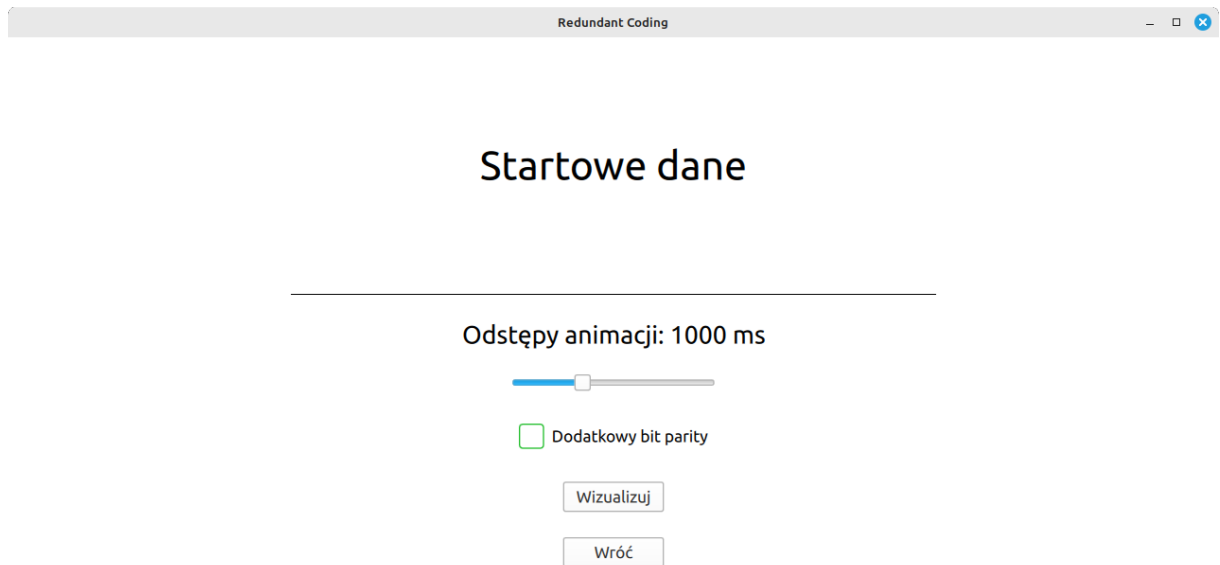 Redundant Coding
Startowe dane
Odstępy animacji: 1000 ms
Dodatkowy bit parity
Wizualizuj
Wróć